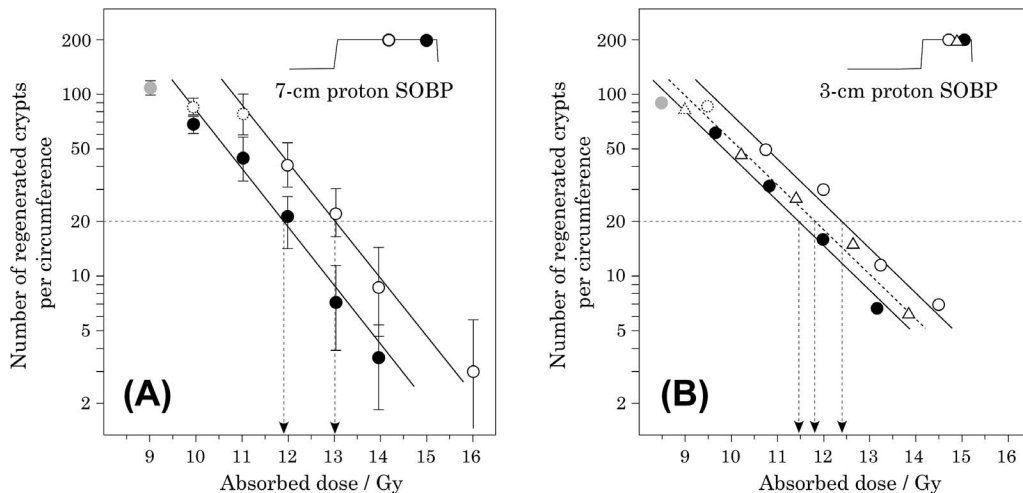 200
100
50
20
10
5
2
Number of regenerated crypts
per circumference
7-cm proton SOBP
(A)
9 10 11 12 13 14 15 16
Absorbed dose / Gy
200
100
50
20
10
5
2
Number of regenerated crypts
per circumference
3-cm proton SOBP
(B)
9 10 11 12 13 14 15 16
Absorbed dose / Gy